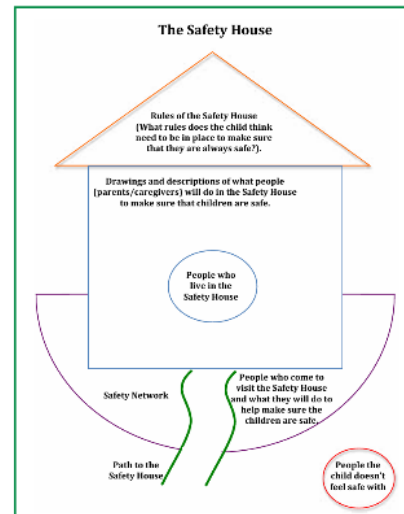 The Safety House
Rules of the Safety House
(What rules does the child think
need to be in place to make sure
that they are always safe?).
Drawings and descriptions of what people
(parents/caregivers) will do in the Safety House
to make sure that children are safe.
People who
live in the
Safety House
Safety Network
People who come to
visit the Safety House
and what they will do to
help make sure the
children are safe.
Path to the
Safety House
People the
child doesn't
feel safe with